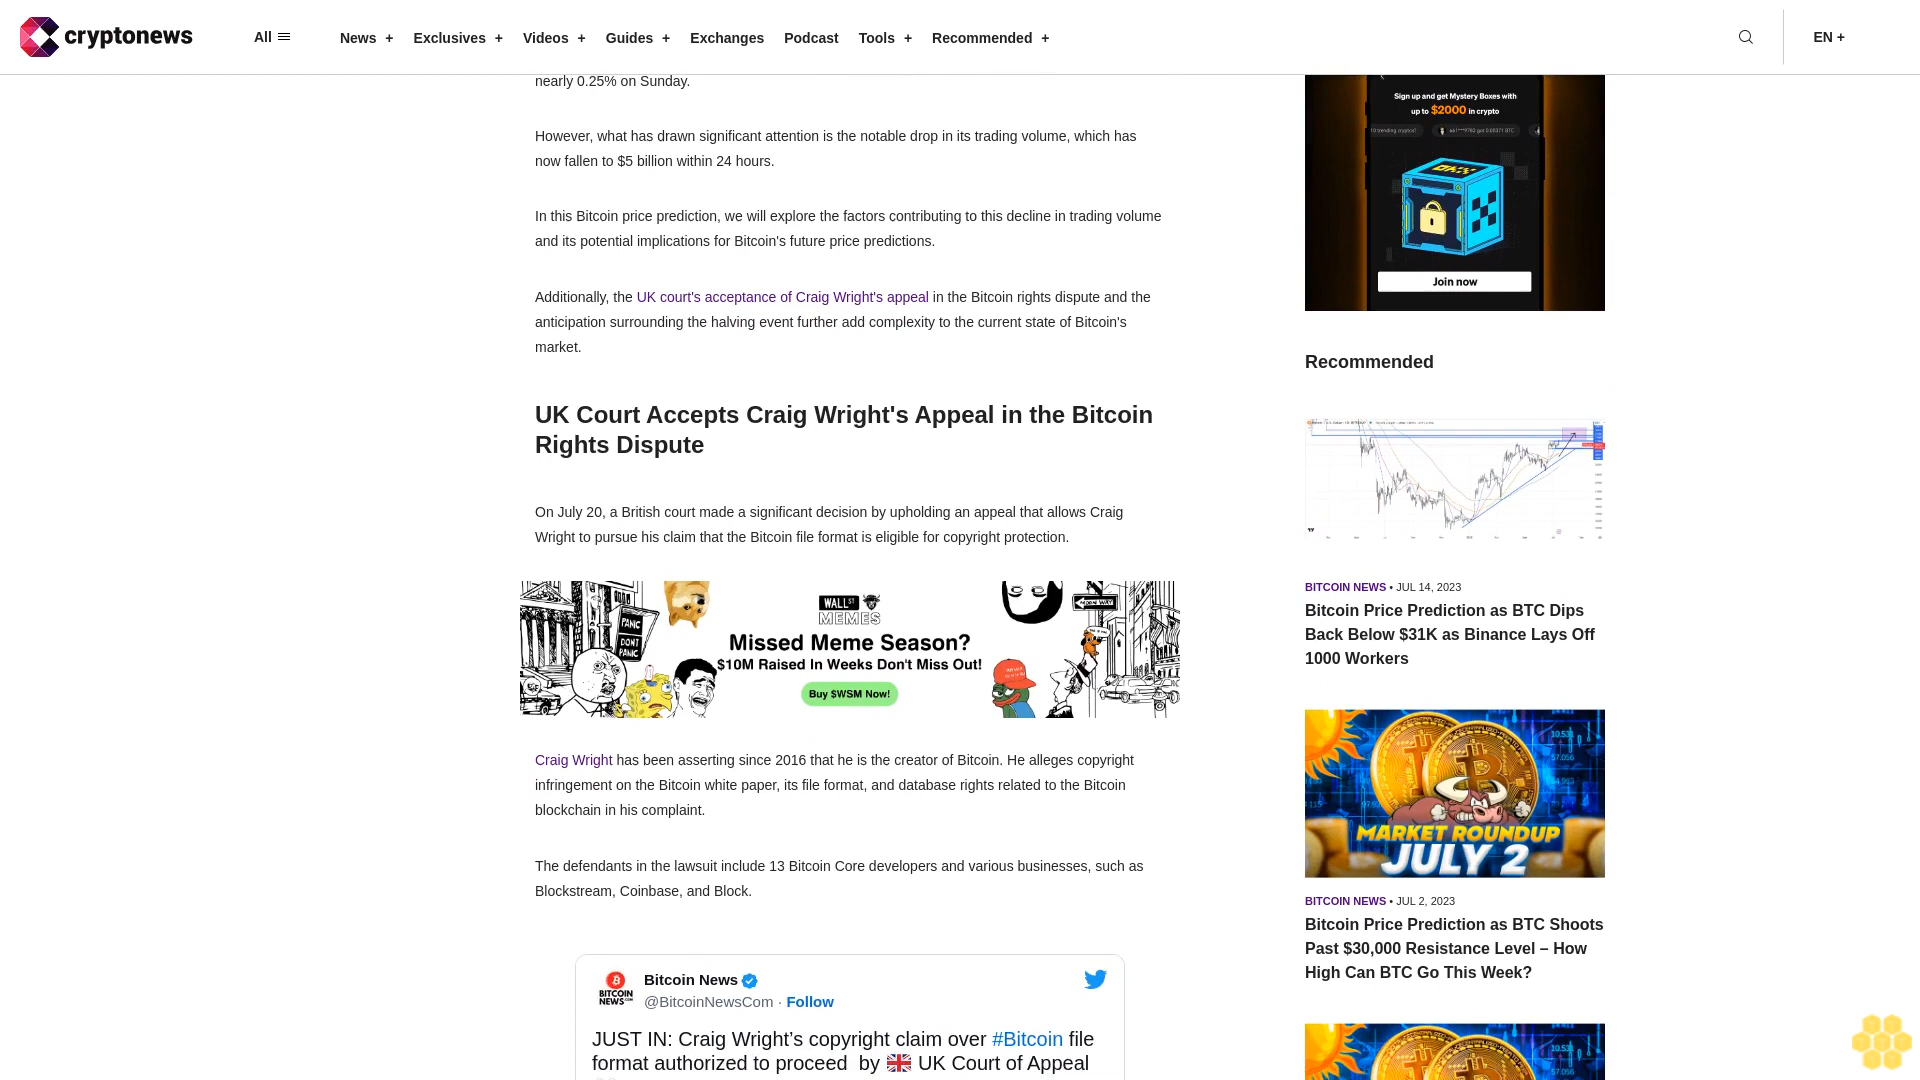 cryptonews
All
News +
Exclusives +
Videos +
Guides +
Exchanges
Podcast
Tools +
Recommended +
EN +
nearly 0.25% on Sunday.
However, what has drawn significant attention is the notable drop in its trading volume, which has
now fallen to $5 billion within 24 hours.
In this Bitcoin price prediction, we will explore the factors contributing to this decline in trading volume
and its potential implications for Bitcoin's future price predictions.
Additionally, the UK court's acceptance of Craig Wright's appeal in the Bitcoin rights dispute and the
anticipation surrounding the halving event further add complexity to the current state of Bitcoin's
market.
UK Court Accepts Craig Wright's Appeal in the Bitcoin
Rights Dispute
On July 20, a British court made a significant decision by upholding an appeal that allows Craig
Wright to pursue his claim that the Bitcoin file format is eligible for copyright protection.
PANIC
DONT
PANIC
WALL ST
MEMES
Missed Meme Season?
$10M Raised In Weeks Don't Miss Out!
Buy $WSM Now!
Craig Wright has been asserting since 2016 that he is the creator of Bitcoin. He alleges copyright
infringement on the Bitcoin white paper, its file format, and database rights related to the Bitcoin
blockchain in his complaint.
The defendants in the lawsuit include 13 Bitcoin Core developers and various businesses, such as
Blockstream, Coinbase, and Block.
BITCOIN
NEWS
Bitcoin News
@BitcoinNewsCom · Follow
JUST IN: Craig Wright's copyright claim over #Bitcoin file
format authorized to proceed by 🇬🇧 UK Court of Appeal
Sign up and get Mystery Boxes with
up to $2000 in crypto
Join now
Recommended
BITCOIN NEWS • JUL 14, 2023
Bitcoin Price Prediction as BTC Dips
Back Below $31K as Binance Lays Off
1000 Workers
MARKET ROUNDUP
JULY 2
BITCOIN NEWS • JUL 2, 2023
Bitcoin Price Prediction as BTC Shoots
Past $30,000 Resistance Level – How
High Can BTC Go This Week?